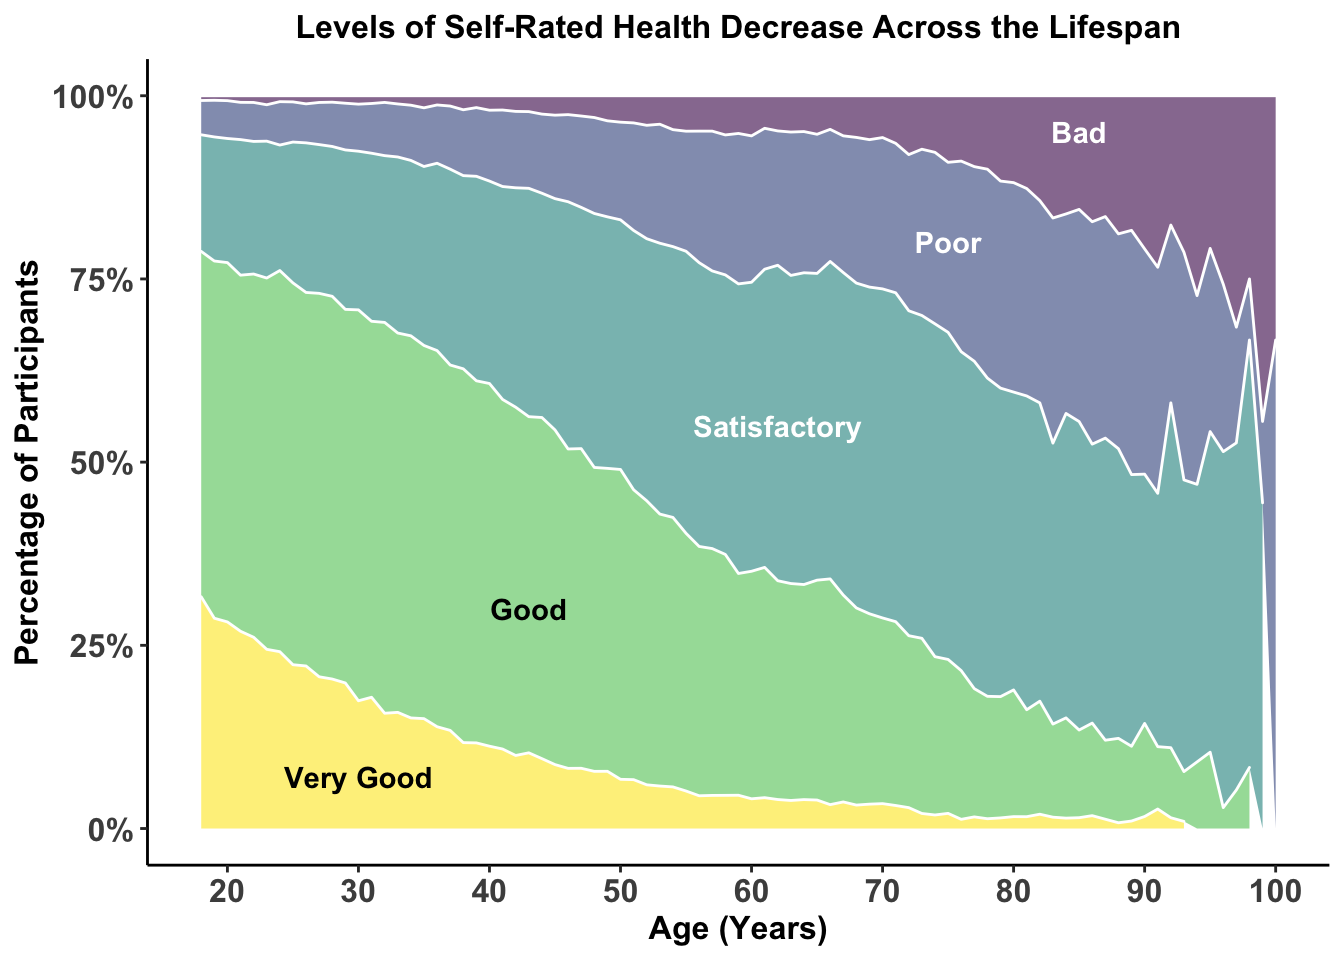 Levels of Self-Rated Health Decrease Across the Lifespan
Percentage of Participants
100%
75%
50%
25%
0%
Bad
Poor
Satisfactory
Good
Very Good
20 30 40 50 60 70 80 90 100
Age (Years)